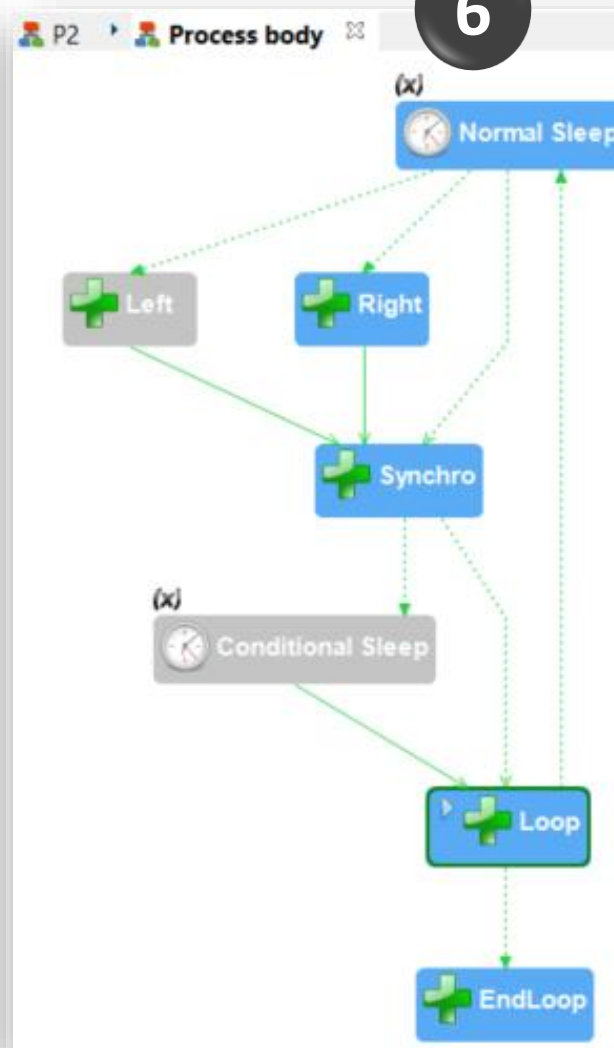 6
P2 Process body
(x)
Normal Sleep
Left
Right
Synchro
(x)
Conditional Sleep
Loop
EndLoop